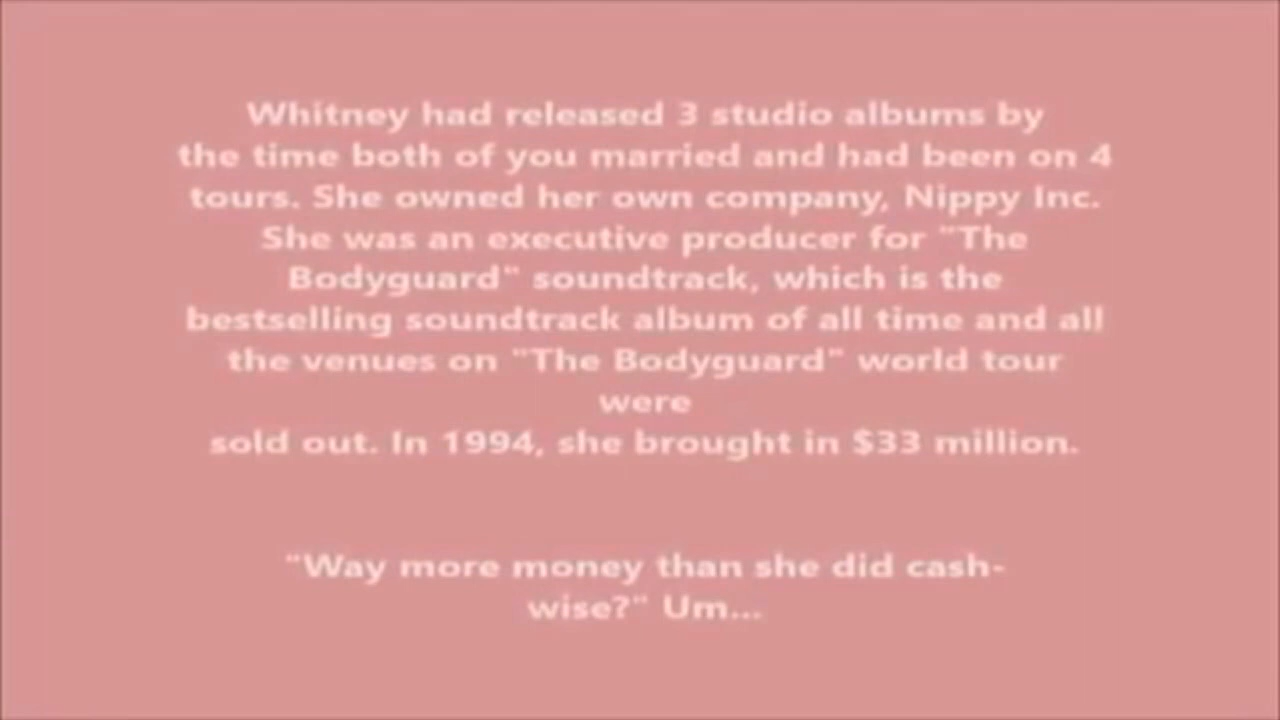 Whitney had released 3 studio albums by
the time both of you married and had been on 4
tours. She owned her own company, Nippy Inc.
She was an executive producer for "The
Bodyguard" soundtrack, which is the
bestselling soundtrack album of all time and all
the venues on "The Bodyguard" world tour
were
sold out. In 1994, she brought in $33 million.
"Way more money than she did cash-
wise?" Um...